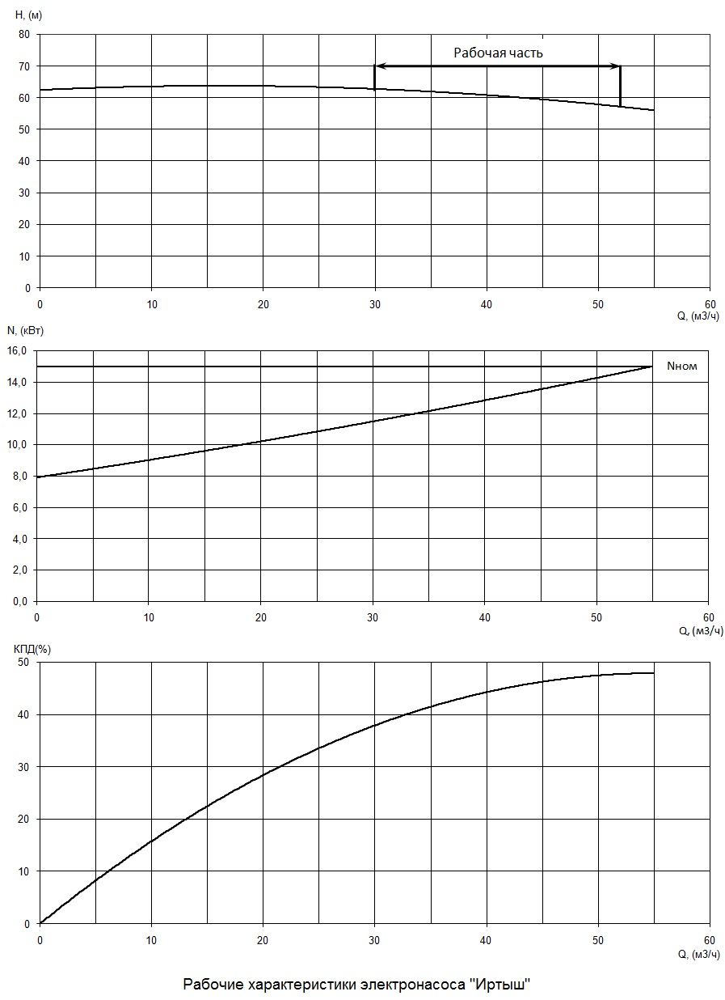 H, (м)
80
Рабочая часть
70
60
50
40
30
20
10
0
0 10 20 30 40 50 60
Q, (м3/ч)
N, (кВт)
16,0
Nном
14,0
12,0
10,0
8,0
6,0
4,0
2,0
0,0
0 10 20 30 40 50 60
Q, (м3/ч)
КПД(%)
50
40
30
20
10
0
0 10 20 30 40 50 60
Q, (м3/ч)
Рабочие характеристики электронасоса "Иртыш"